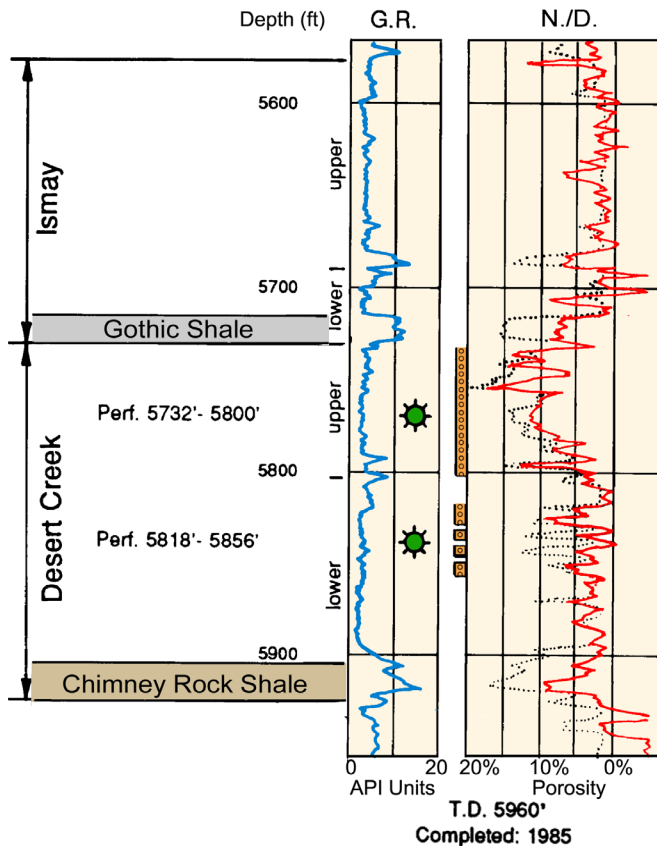 Depth (ft)
G.R.
N./D.
5600
upper
Ismay
5700
lower
Gothic Shale
Perf. 5732'- 5800'
upper
5800
Desert Creek
Perf. 5818'- 5856'
lower
5900
Chimney Rock Shale
0 20
20% 10% 0%
API Units
Porosity
T.D. 5960'
Completed: 1985